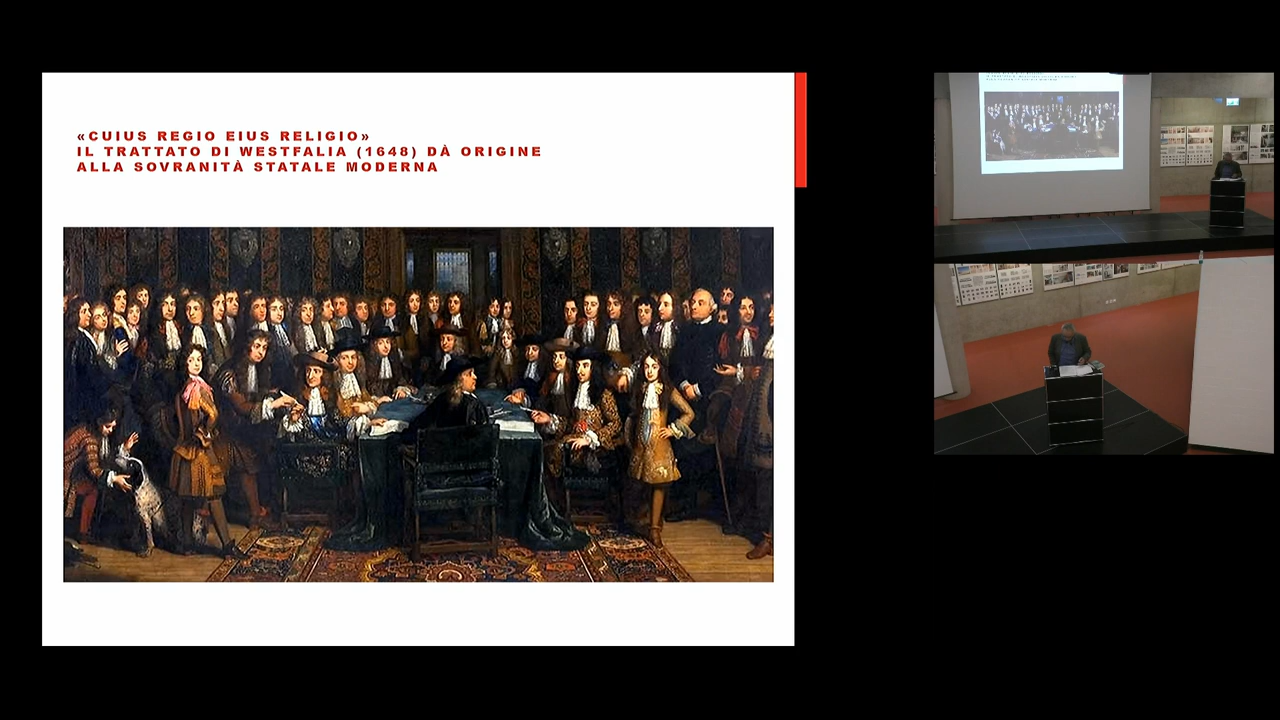 «CUIUS REGIO EIUS RELIGIO»
IL TRATTATO DI WESTFALIA (1648) DÀ ORIGINE
ALLA SOVRANITÀ STATALE MODERNA